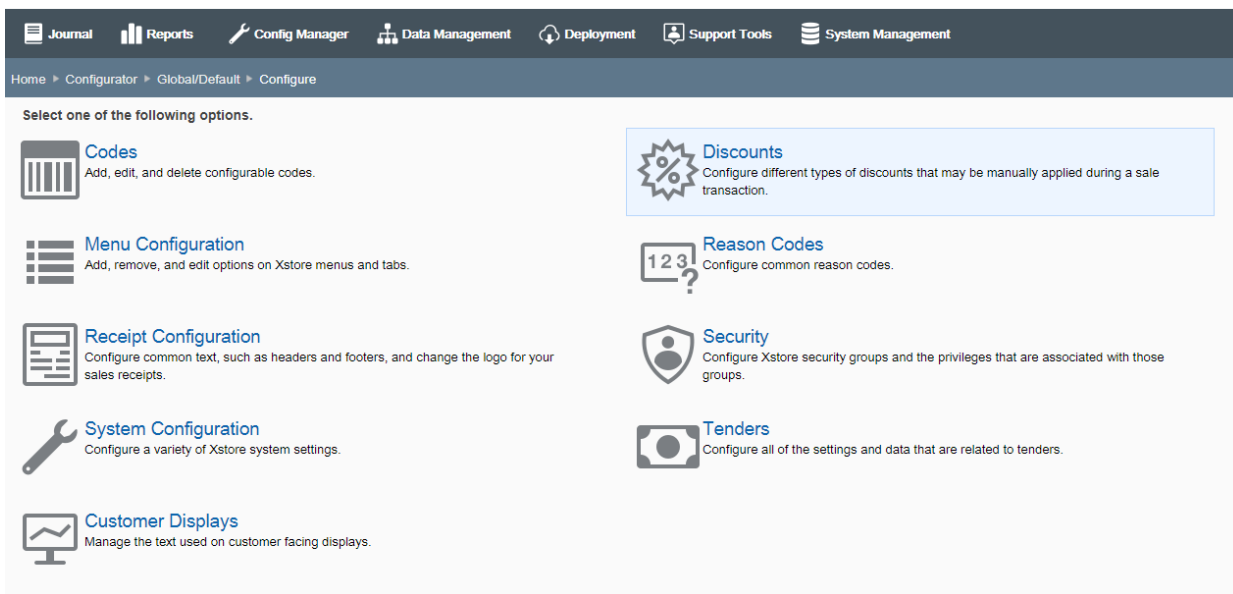 Journal Reports Config Manager Data Management Deployment Support Tools System Management
Home ▸ Configurator ▸ Global/Default ▸ Configure
Select one of the following options.
Codes
Add, edit, and delete configurable codes.
Discounts
Configure different types of discounts that may be manually applied during a sale
transaction.
Menu Configuration
Add, remove, and edit options on Xstore menus and tabs.
123?
Reason Codes
Configure common reason codes.
Receipt Configuration
Configure common text, such as headers and footers, and change the logo for your
sales receipts.
Security
Configure Xstore security groups and the privileges that are associated with those
groups.
System Configuration
Configure a variety of Xstore system settings.
Tenders
Configure all of the settings and data that are related to tenders.
Customer Displays
Manage the text used on customer facing displays.